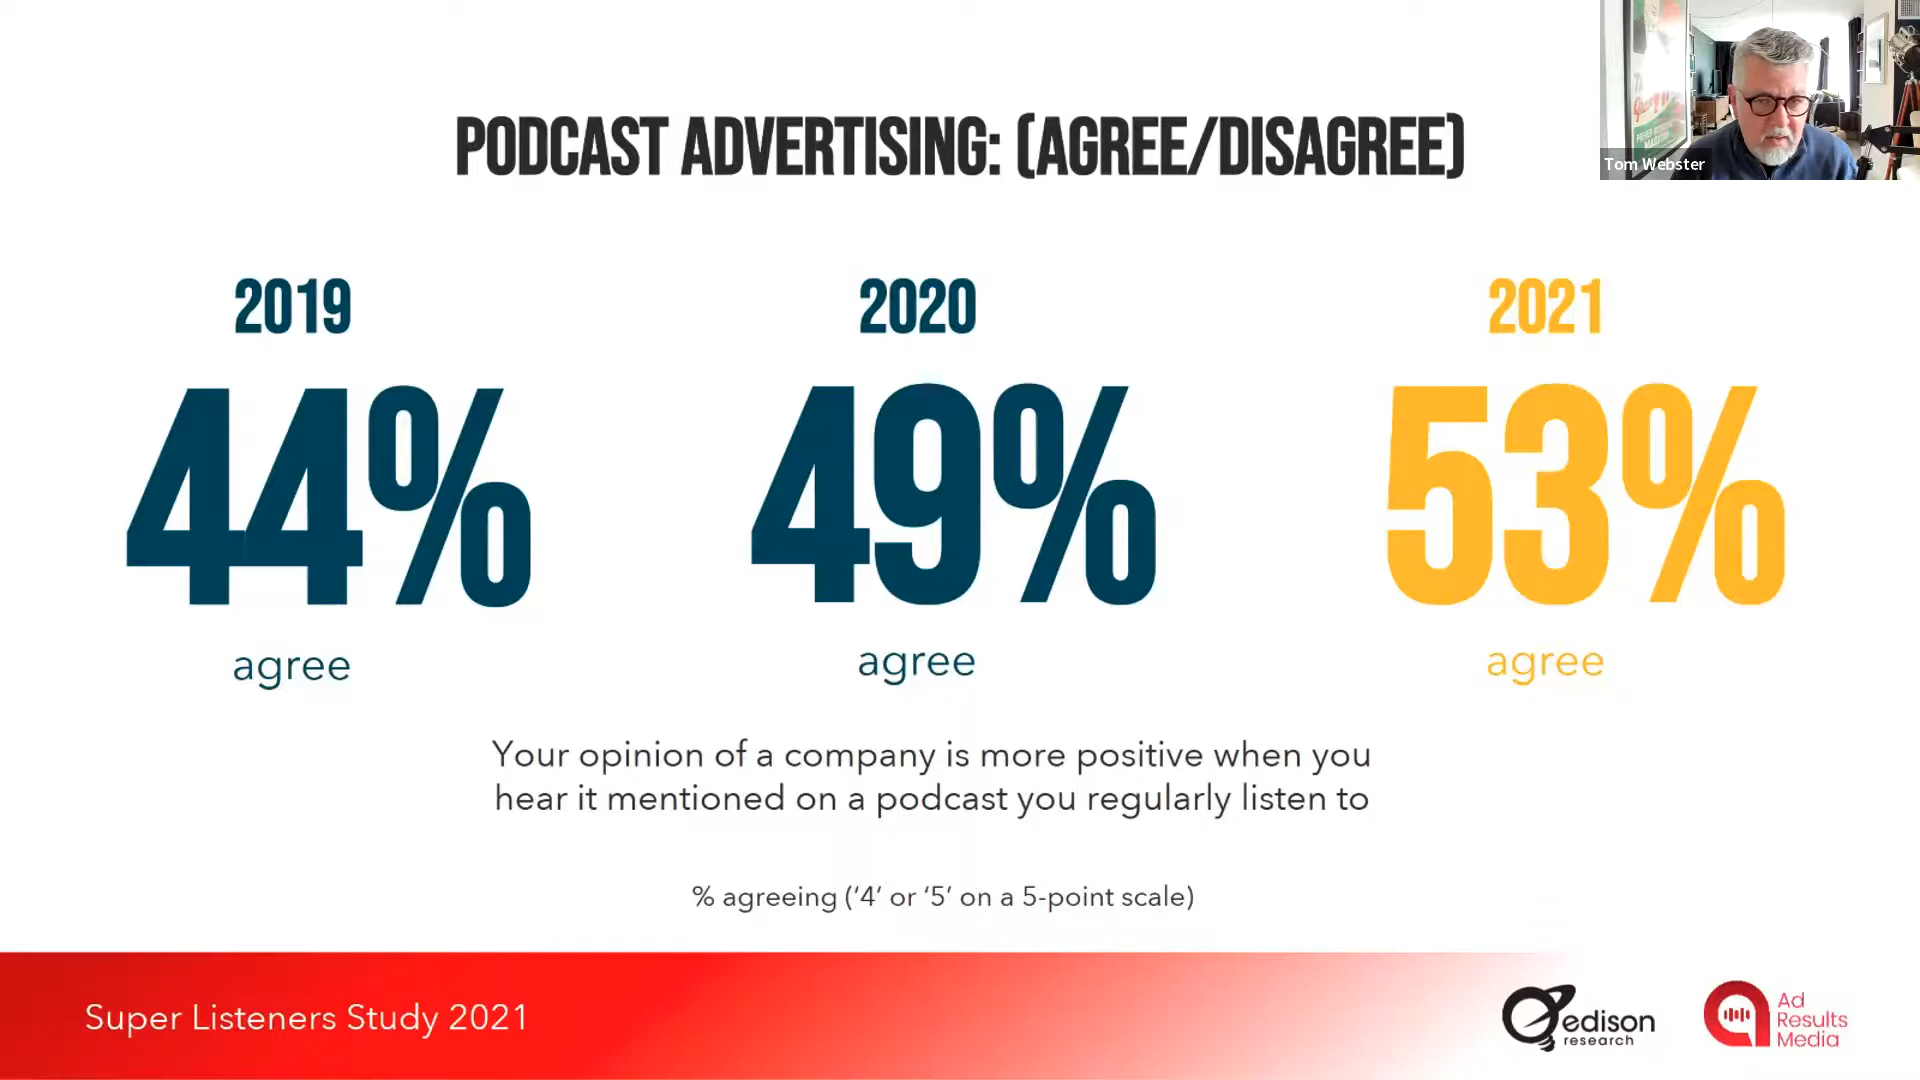 PODCAST ADVERTISING: (AGREE/DISAGREE)
Tom Webster
2019
2020
2021
44%
49%
53%
agree
agree
agree
Your opinion of a company is more positive when you
hear it mentioned on a podcast you regularly listen to
% agreeing (‘4’ or ‘5’ on a 5-point scale)
Super Listeners Study 2021
edison
research
Ad
Results
Media